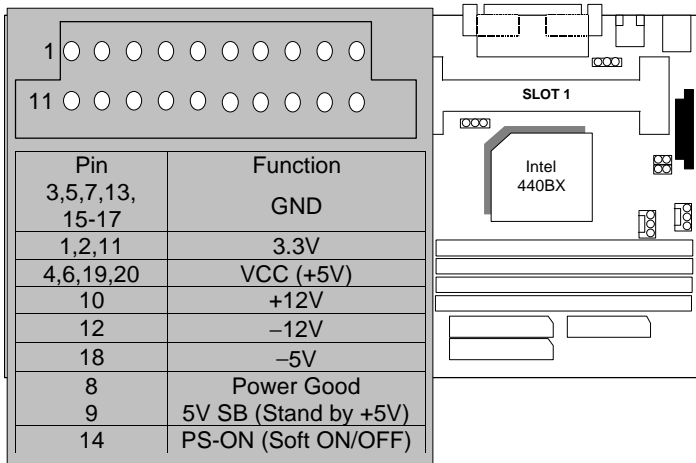 1
11
Pin Function
3,5,7,13,
15-17 GND
1,2,11 3.3V
4,6,19,20 VCC (+5V)
10 +12V
12 −12V
18 −5V
8 Power Good
9 5V SB (Stand by +5V)
14 PS-ON (Soft ON/OFF)
SLOT 1
Intel
440BX